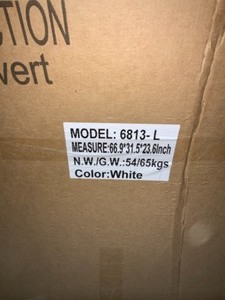 CTION
vert
MODEL: 6813- L
MEASURE:66.9*31.5*23.6Inch
N.W./G.W.:54/65kgs
Color:White